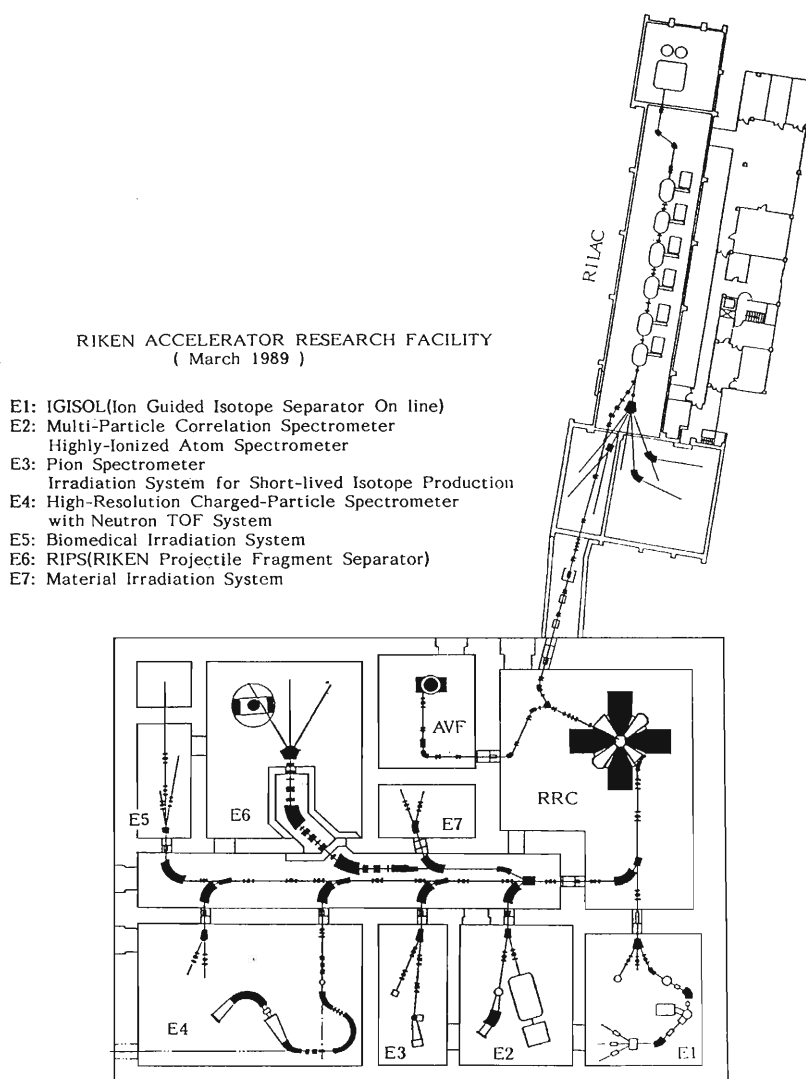 RILAC
RIKEN ACCELERATOR RESEARCH FACILITY
( March 1989 )
E1: IGISOL(Ion Guided Isotope Separator On line)
E2: Multi-Particle Correlation Spectrometer
Highly-Ionized Atom Spectrometer
E3: Pion Spectrometer
Irradiation System for Short-lived Isotope Production
E4: High-Resolution Charged-Particle Spectrometer
with Neutron TOF System
E5: Biomedical Irradiation System
E6: RIPS(RIKEN Projectile Fragment Separator)
E7: Material Irradiation System
AVF
RRC
E5
E6
E7
E4
E3
E2
E1